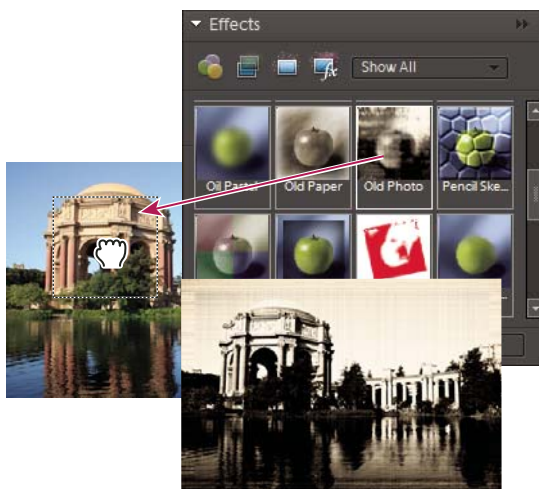 Effects
Show All
Oil Pastel
Old Paper
Old Photo
Pencil Ske...